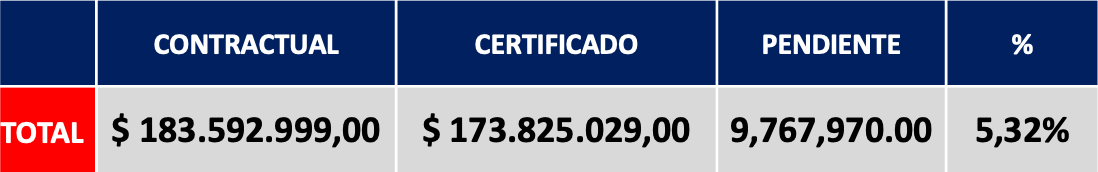 CONTRACTUAL CERTIFICADO PENDIENTE %
TOTAL $ 183.592.999,00 $ 173.825.029,00 9,767,970.00 5,32%